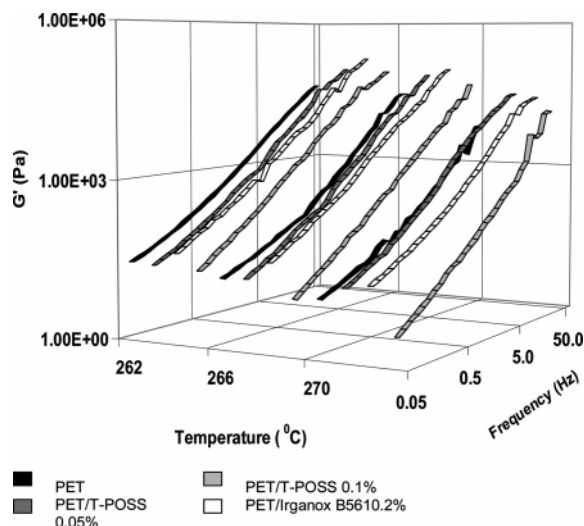 1.00E+06
1.00E+03
1.00E+00
G' (Pa)
262
266
270
0.05
0.5
5.0
50.0
Temperature ( ⁰C)
Frequency (Hz)
PET
PET/T-POSS 0.05%
PET/T-POSS 0.1%
PET/Irganox B5610.2%